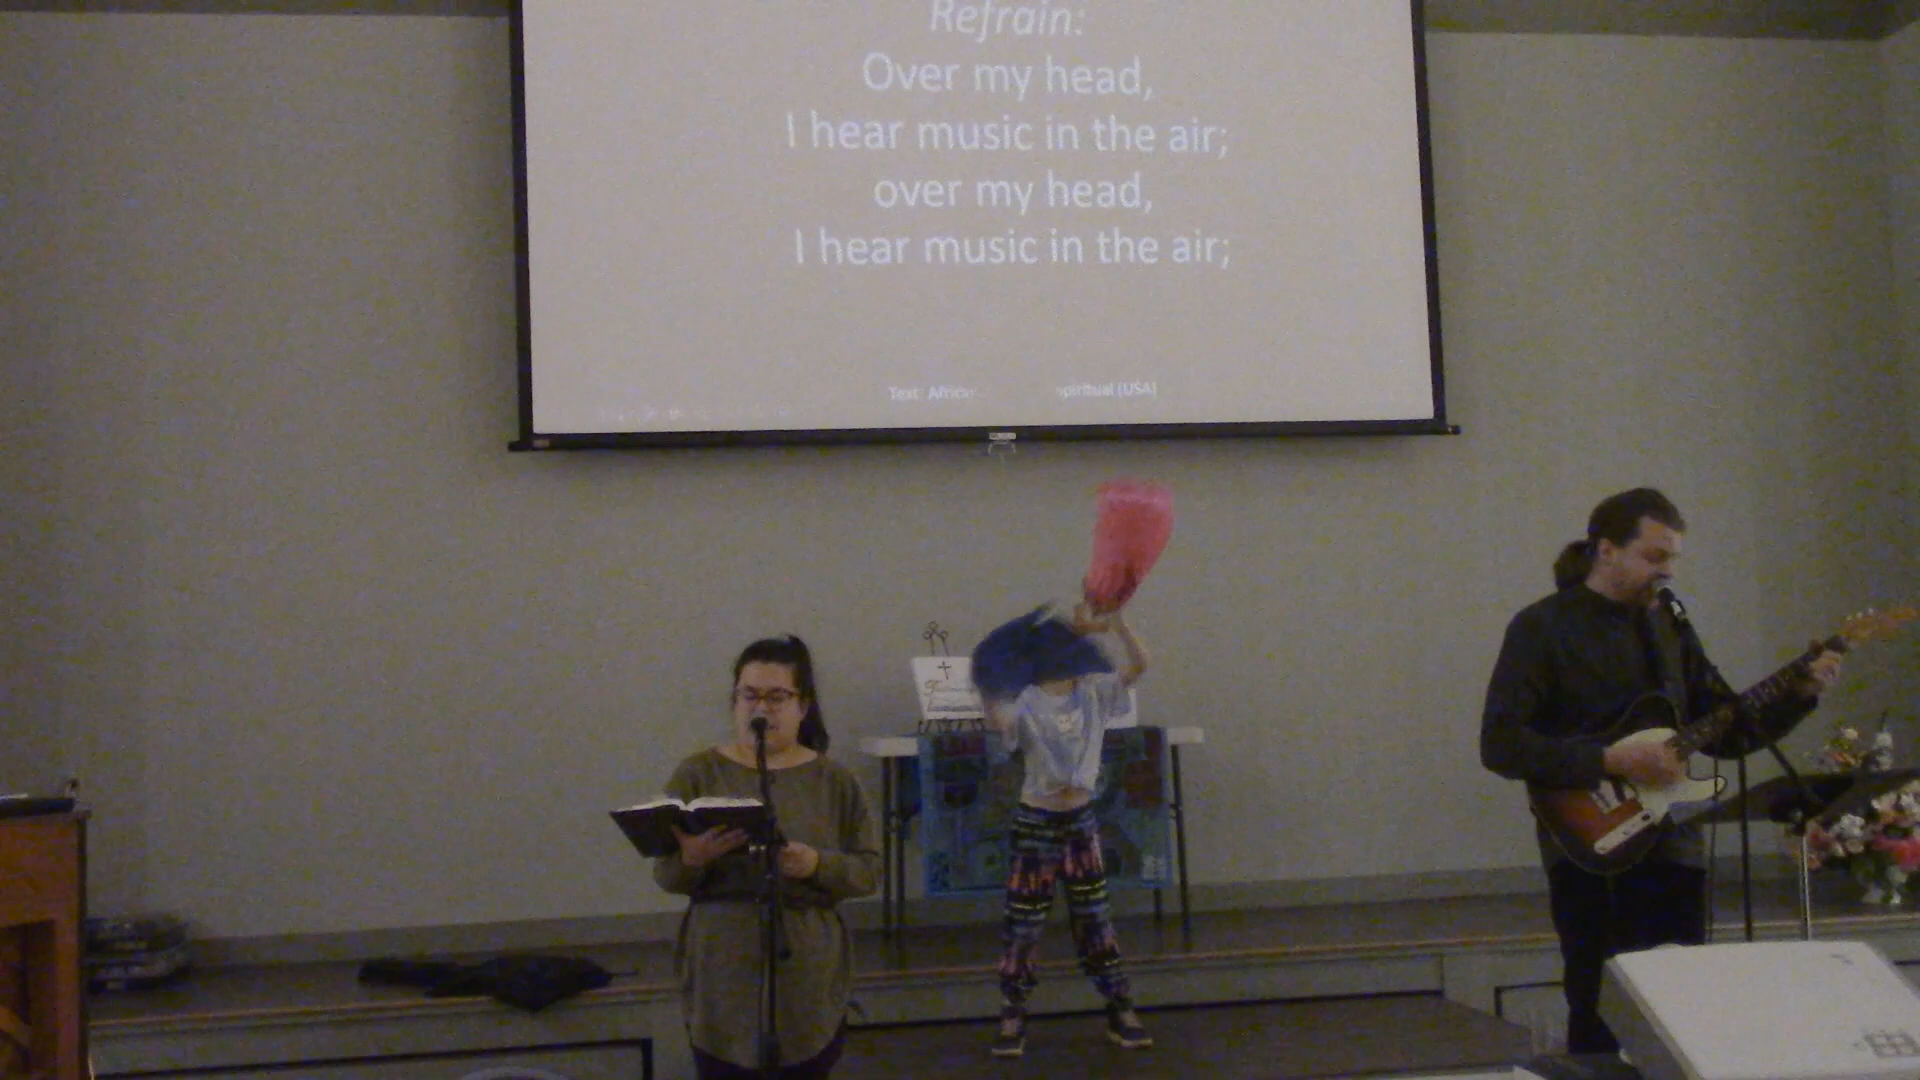 Refrain:
Over my head,
I hear music in the air;
over my head,
I hear music in the air;
Text: spiritual (USA)